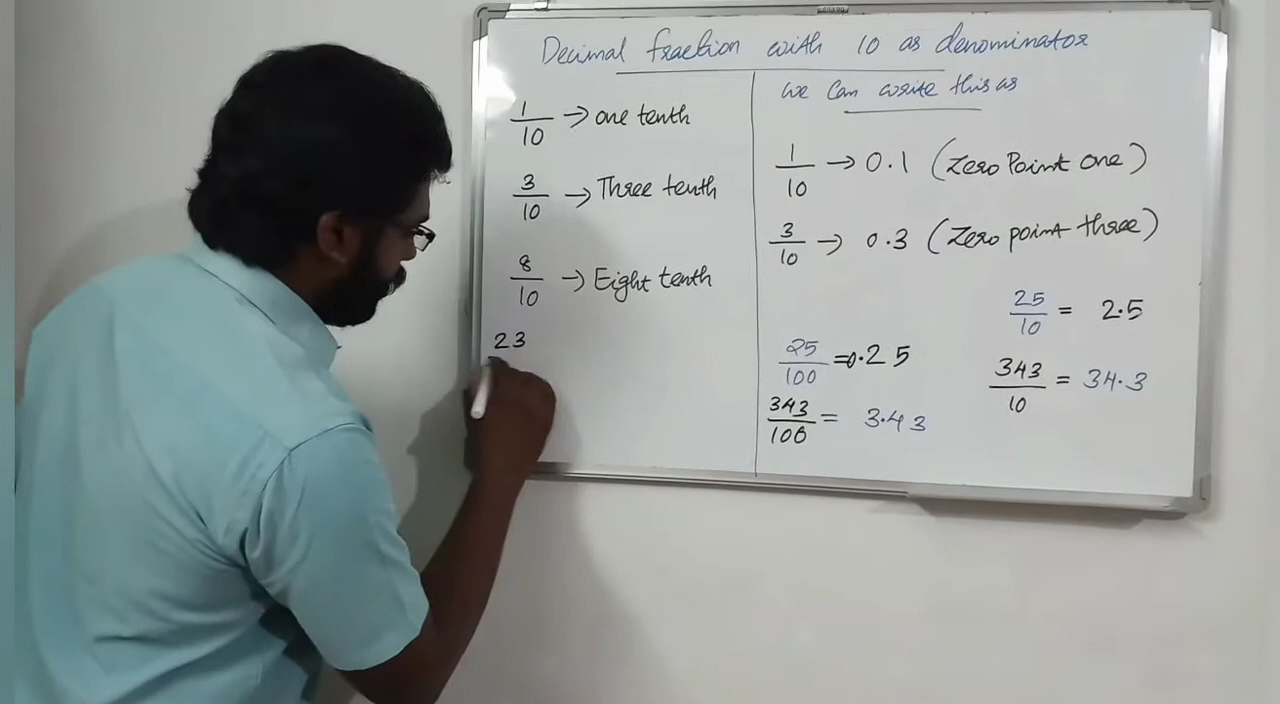 Decimal fraction with 10 as denominator
1/10 → one tenth
3/10 → Three tenth
8/10 → Eight tenth
23
we can write this as
1/10 → 0.1 (Zero Point one)
3/10 → 0.3 (Zero point three)
25/10 = 2.5
25/100 = 0.25
343/10 = 34.3
343/100 = 3.43